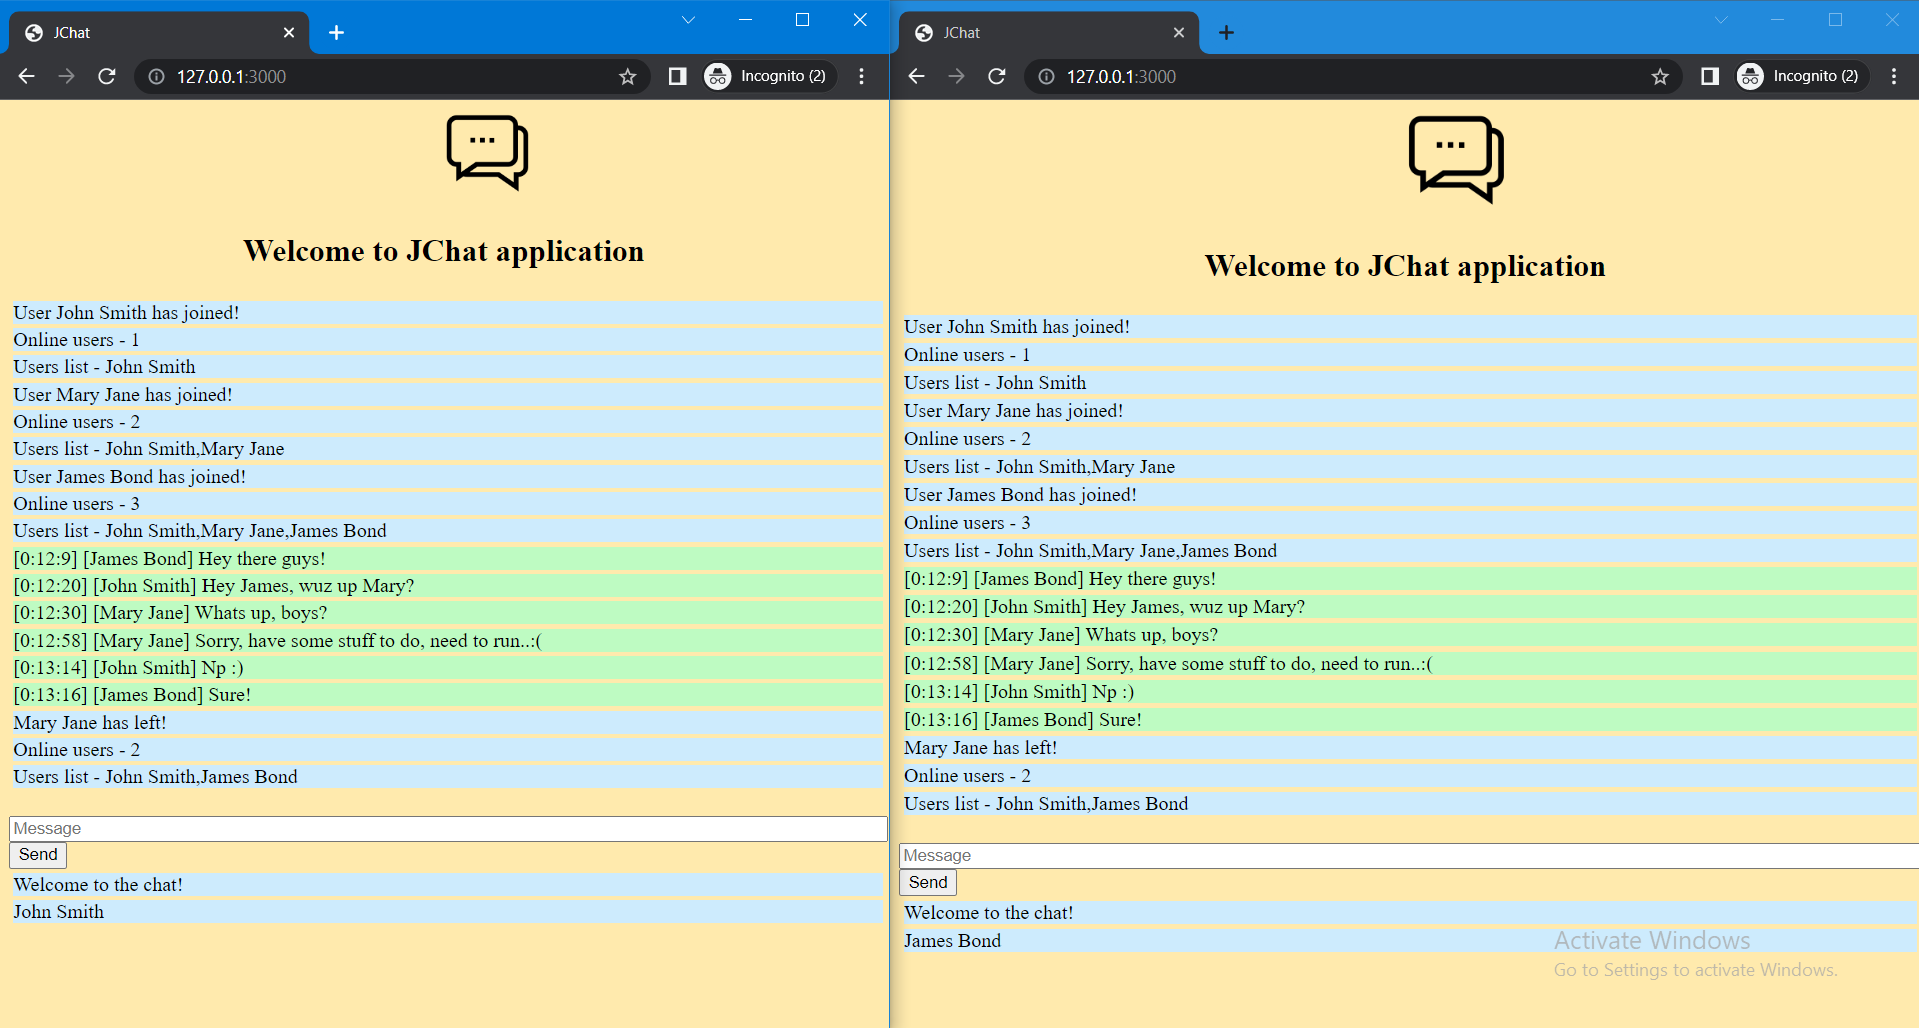 JChat
127.0.0.1:3000
Incognito (2)
Welcome to JChat application
User John Smith has joined!
Online users - 1
Users list - John Smith
User Mary Jane has joined!
Online users - 2
Users list - John Smith,Mary Jane
User James Bond has joined!
Online users - 3
Users list - John Smith,Mary Jane,James Bond
[0:12:9] [James Bond] Hey there guys!
[0:12:20] [John Smith] Hey James, wuz up Mary?
[0:12:30] [Mary Jane] Whats up, boys?
[0:12:58] [Mary Jane] Sorry, have some stuff to do, need to run..:(
[0:13:14] [John Smith] Np :)
[0:13:16] [James Bond] Sure!
Mary Jane has left!
Online users - 2
Users list - John Smith,James Bond
Message
Send
Welcome to the chat!
John Smith
JChat
127.0.0.1:3000
Incognito (2)
Welcome to JChat application
User John Smith has joined!
Online users - 1
Users list - John Smith
User Mary Jane has joined!
Online users - 2
Users list - John Smith,Mary Jane
User James Bond has joined!
Online users - 3
Users list - John Smith,Mary Jane,James Bond
[0:12:9] [James Bond] Hey there guys!
[0:12:20] [John Smith] Hey James, wuz up Mary?
[0:12:30] [Mary Jane] Whats up, boys?
[0:12:58] [Mary Jane] Sorry, have some stuff to do, need to run..:(
[0:13:14] [John Smith] Np :)
[0:13:16] [James Bond] Sure!
Mary Jane has left!
Online users - 2
Users list - John Smith,James Bond
Message
Send
Welcome to the chat!
James Bond
Activate Windows
Go to Settings to activate Windows.